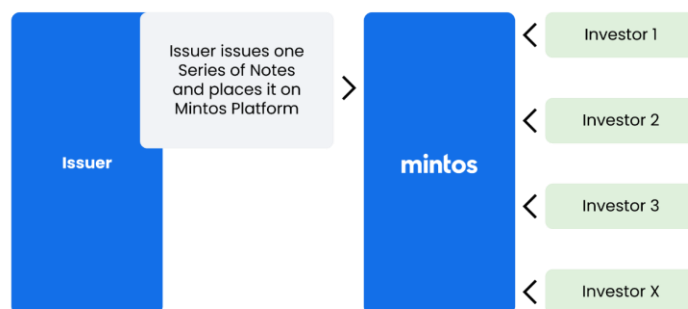 Issuer
Issuer issues one
Series of Notes
and places it on
Mintos Platform
mintos
Investor 1
Investor 2
Investor 3
Investor X